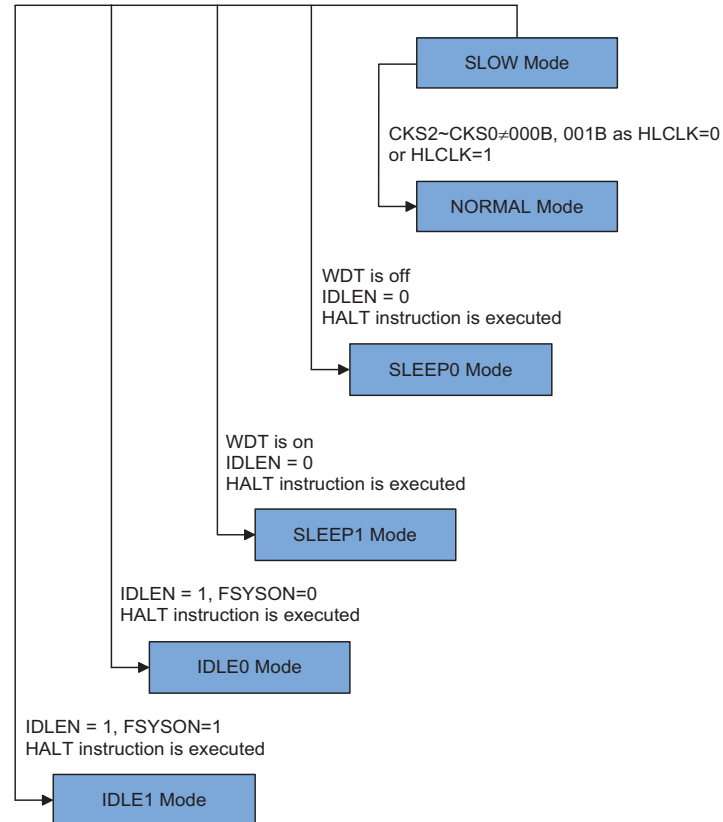 SLOW Mode
CKS2~CKS0≠000B, 001B as HLCLK=0
or HLCLK=1
NORMAL Mode
WDT is off
IDLEN = 0
HALT instruction is executed
SLEEP0 Mode
WDT is on
IDLEN = 0
HALT instruction is executed
SLEEP1 Mode
IDLEN = 1, FSYSON=0
HALT instruction is executed
IDLE0 Mode
IDLEN = 1, FSYSON=1
HALT instruction is executed
IDLE1 Mode